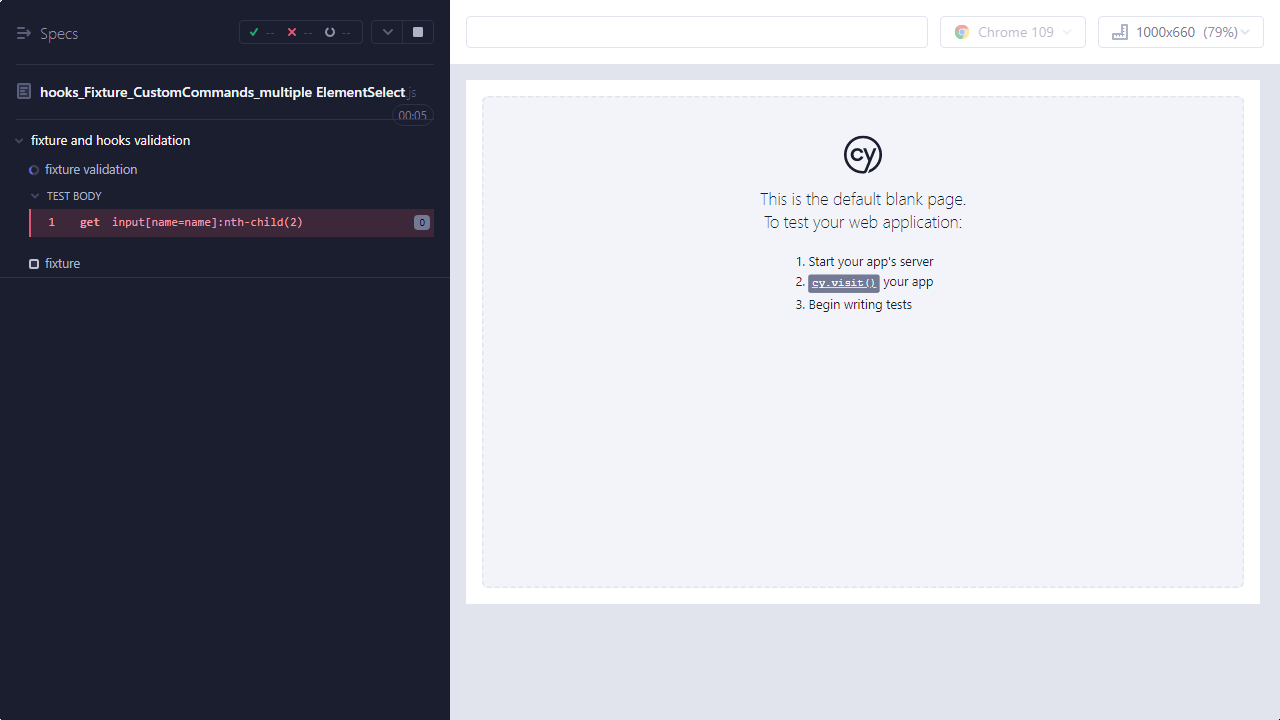 Specs
-- -- --
hooks_Fixture_CustomCommands_multiple ElementSelect.js
00:05
fixture and hooks validation
fixture validation
TEST BODY
1 get input[name=name]:nth-child(2) 0
fixture
Chrome 109
1000x660 (79%)
cy
This is the default blank page.
To test your web application:
1. Start your app's server
2. cy.visit() your app
3. Begin writing tests